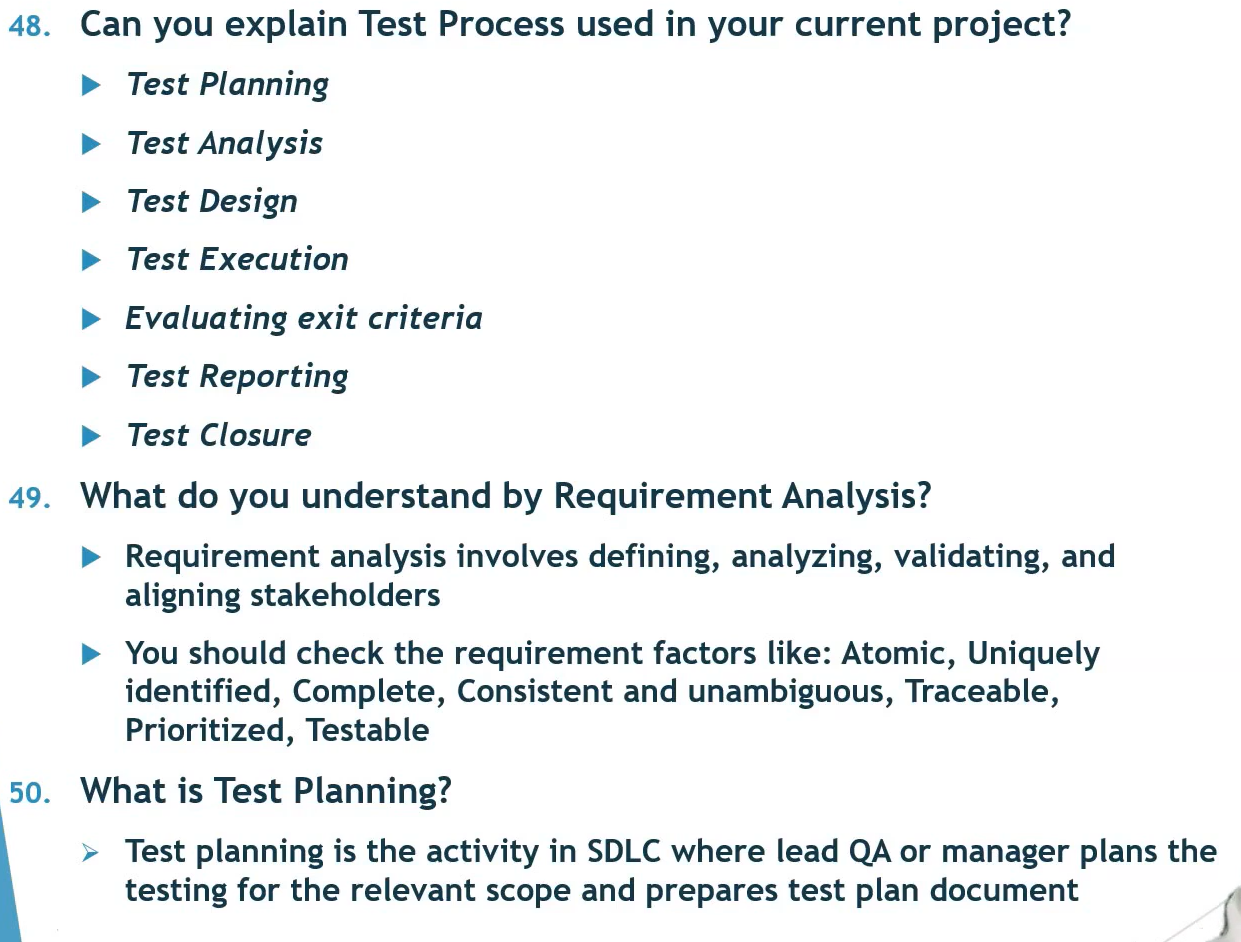 48. Can you explain Test Process used in your current project?
Test Planning
Test Analysis
Test Design
Test Execution
Evaluating exit criteria
Test Reporting
Test Closure
49. What do you understand by Requirement Analysis?
Requirement analysis involves defining, analyzing, validating, and
aligning stakeholders
You should check the requirement factors like: Atomic, Uniquely
identified, Complete, Consistent and unambiguous, Traceable,
Prioritized, Testable
50. What is Test Planning?
Test planning is the activity in SDLC where lead QA or manager plans the
testing for the relevant scope and prepares test plan document